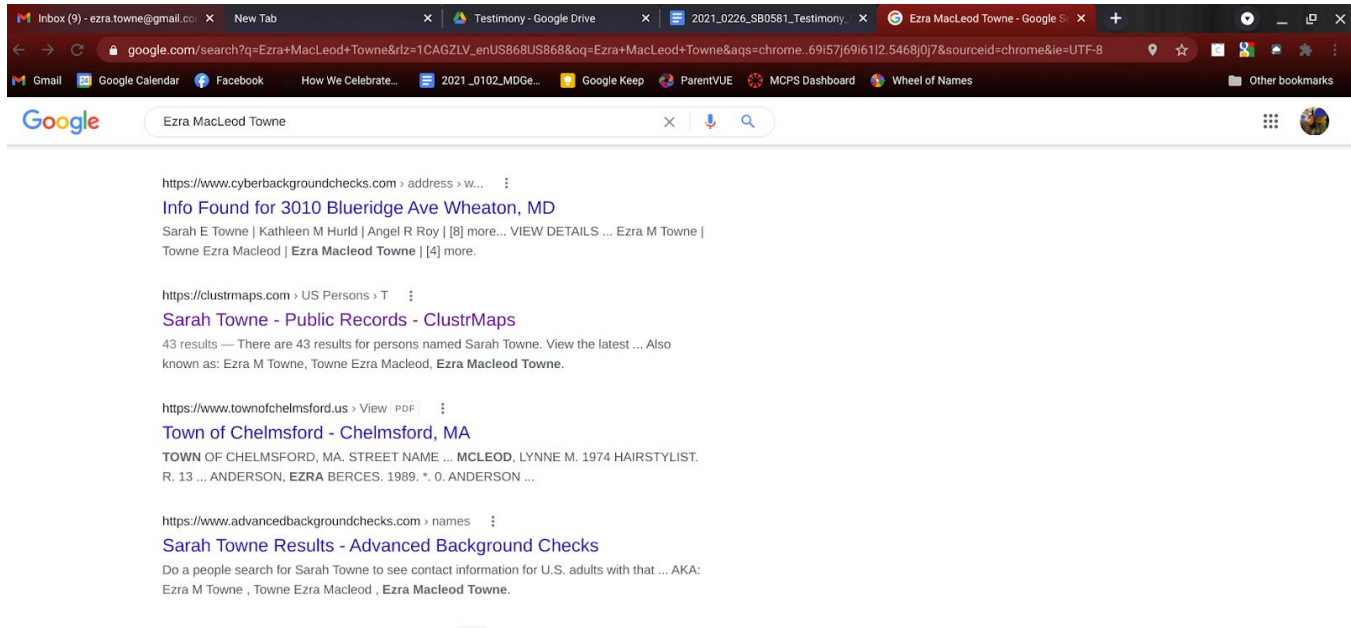 Inbox (9) - ezra.towne@gmail.co New Tab Testimony - Google Drive 2021_0226_SB0581_Testimony_ Ezra MacLeod Towne - Google Se
google.com/search?q=Ezra+MacLeod+Towne&rlz=1CAGZLV_enUS868US868&oq=Ezra+MacLeod+Towne&aqs=chrome..69i57j69i61l2.5468j0j7&sourceid=chrome&ie=UTF-8
Gmail Google Calendar Facebook How We Celebrate... 2021 _0102_MDGe... Google Keep ParentVUE MCPS Dashboard Wheel of Names Other bookmarks
Google Ezra MacLeod Towne
https://www.cyberbackgroundchecks.com › address › w...
Info Found for 3010 Blueridge Ave Wheaton, MD
Sarah E Towne | Kathleen M Hurld | Angel R Roy | [8] more... VIEW DETAILS ... Ezra M Towne |
Towne Ezra Macleod | Ezra Macleod Towne | [4] more.
https://clustrmaps.com › US Persons › T
Sarah Towne - Public Records - ClustrMaps
43 results — There are 43 results for persons named Sarah Towne. View the latest ... Also
known as: Ezra M Towne, Towne Ezra Macleod, Ezra Macleod Towne.
https://www.townofchelmsford.us › View PDF
Town of Chelmsford - Chelmsford, MA
TOWN OF CHELMSFORD, MA. STREET NAME ... MCLEOD, LYNNE M. 1974 HAIRSTYLIST.
R. 13 ... ANDERSON, EZRA BERCES. 1989. *. 0. ANDERSON ...
https://www.advancedbackgroundchecks.com › names
Sarah Towne Results - Advanced Background Checks
Do a people search for Sarah Towne to see contact information for U.S. adults with that ... AKA:
Ezra M Towne , Towne Ezra Macleod , Ezra Macleod Towne.